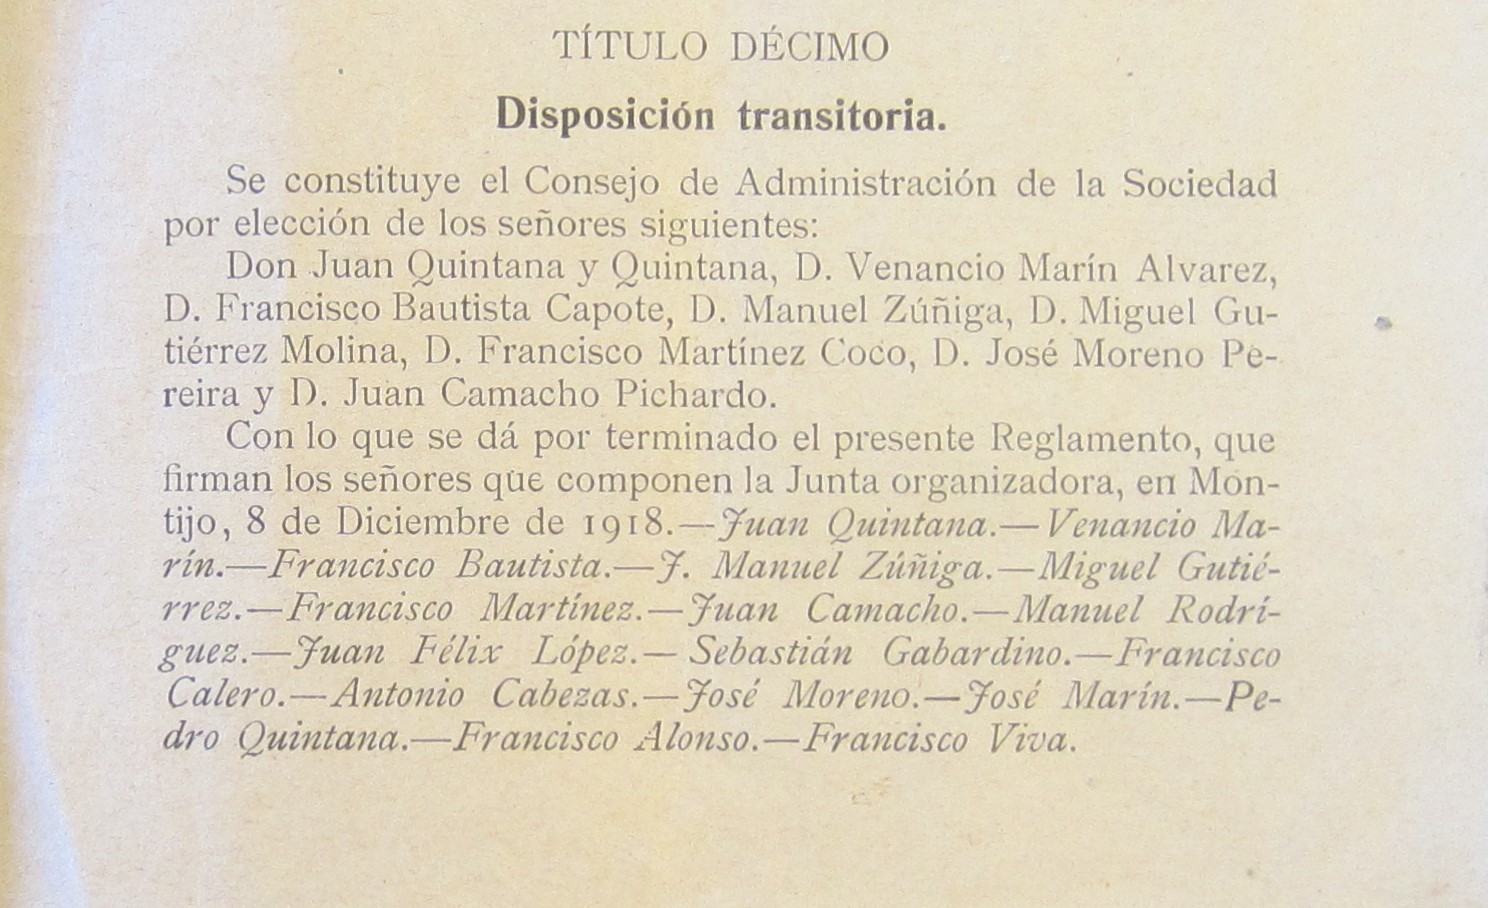 TÍTULO DÉCIMO
Disposición transitoria.
Se constituye el Consejo de Administración de la Sociedad
por elección de los señores siguientes:
Don Juan Quintana y Quintana, D. Venancio Marín Alvarez,
D. Francisco Bautista Capote, D. Manuel Zúñiga, D. Miguel Gu-
tiérrez Molina, D. Francisco Martínez Coco, D. José Moreno Pe-
reira y D. Juan Camacho Pichardo.
Con lo que se dá por terminado el presente Reglamento, que
firman los señores que componen la Junta organizadora, en Mon-
tijo, 8 de Diciembre de 1918.—Juan Quintana.—Venancio Ma-
rín.—Francisco Bautista.—J. Manuel Zúñiga.—Miguel Gutié-
rrez.—Francisco Martínez.—Juan Camacho.—Manuel Rodrí-
guez.—Juan Félix López.—Sebastián Gabardino.—Francisco
Calero.—Antonio Cabezas.—José Moreno.—José Marín.—Pe-
dro Quintana.—Francisco Alonso.—Francisco Viva.